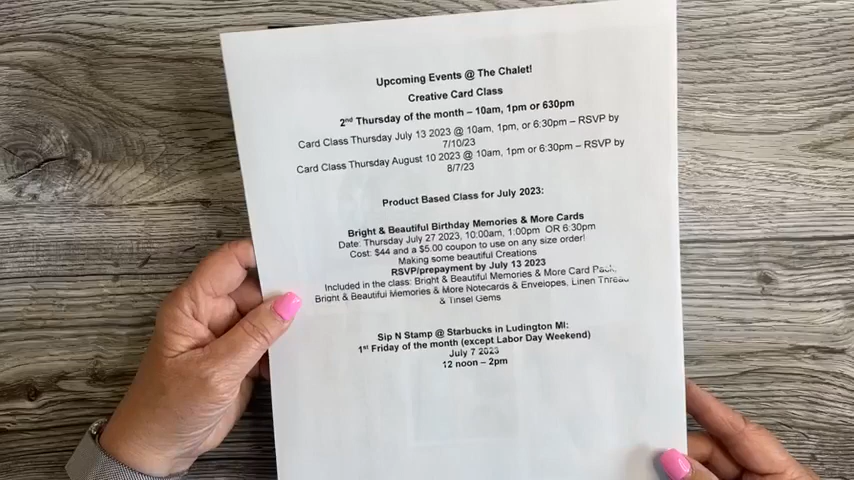 Upcoming Events @ The Chalet!
Creative Card Class
2nd Thursday of the month – 10am, 1pm or 630pm
Card Class Thursday July 13 2023 @ 10am, 1pm, or 6:30pm – RSVP by
7/10/23
Card Class Thursday August 10 2023 @ 10am, 1pm or 6:30pm – RSVP by
8/7/23
Product Based Class for July 2023:
Bright & Beautiful Birthday Memories & More Cards
Date: Thursday July 27 2023, 10:00am, 1:00pm OR 6:30pm
Cost: $44 and a $5.00 coupon to use on any size order!
Making some beautiful Creations
RSVP/prepayment by July 13 2023
Included in the class: Bright & Beautiful Memories & More Card Pack,
Bright & Beautiful Memories & More Notecards & Envelopes, Linen Thread
& Tinsel Gems
Sip N Stamp @ Starbucks in Ludington MI:
1st Friday of the month (except Labor Day Weekend)
July 7 2023
12 noon – 2pm